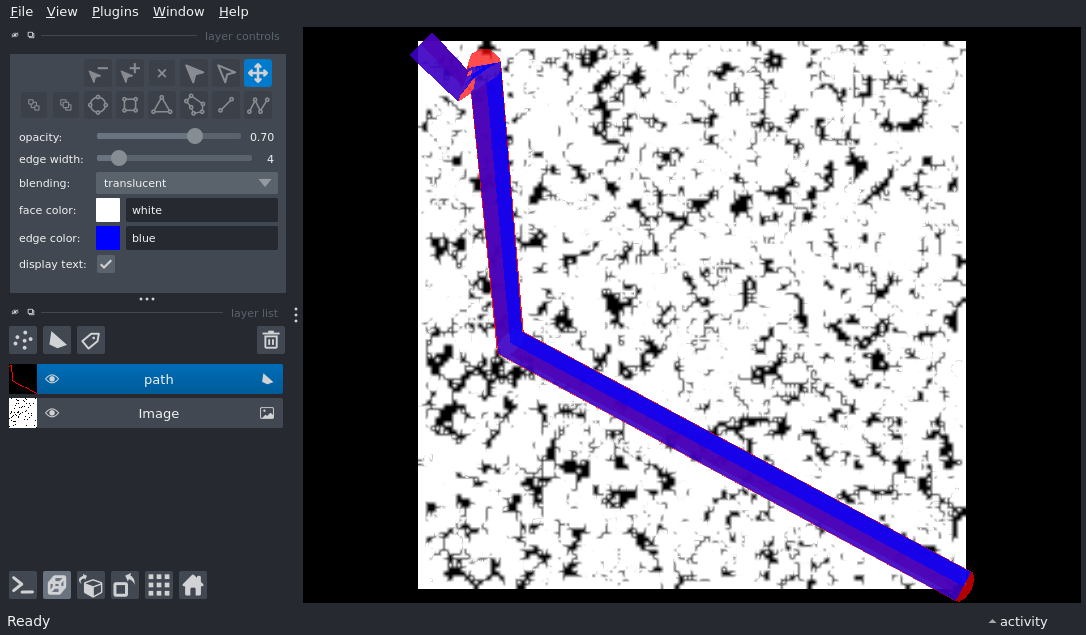 File View Plugins Window Help
layer controls
opacity: 0.70
edge width: 4
blending: translucent
face color: white
edge color: blue
display text:
layer list
path
Image
Ready
activity